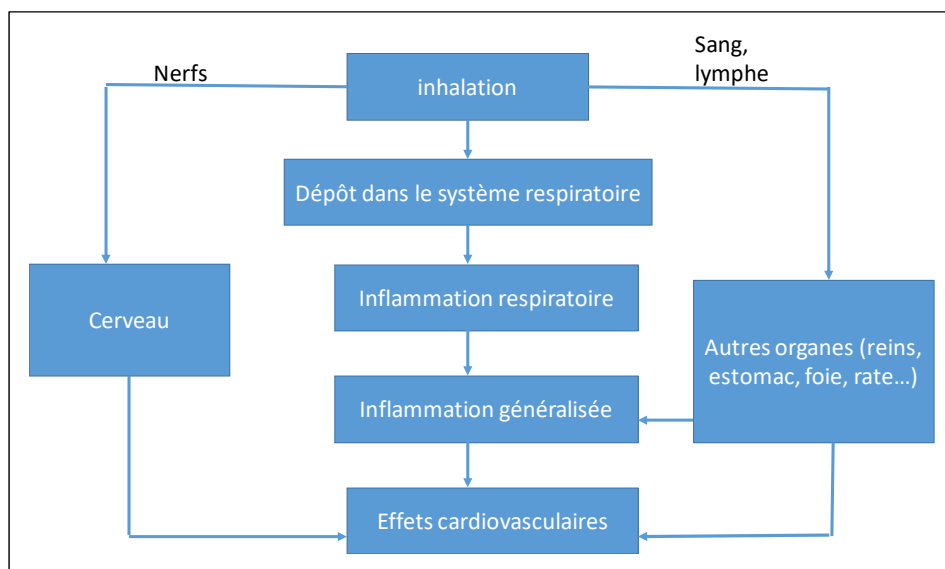 Nerfs
inhalation
Sang,
lymphe
Dépôt dans le système respiratoire
Cerveau
Inflammation respiratoire
Autres organes (reins,
estomac, foie, rate…)
Inflammation généralisée
Effets cardiovasculaires